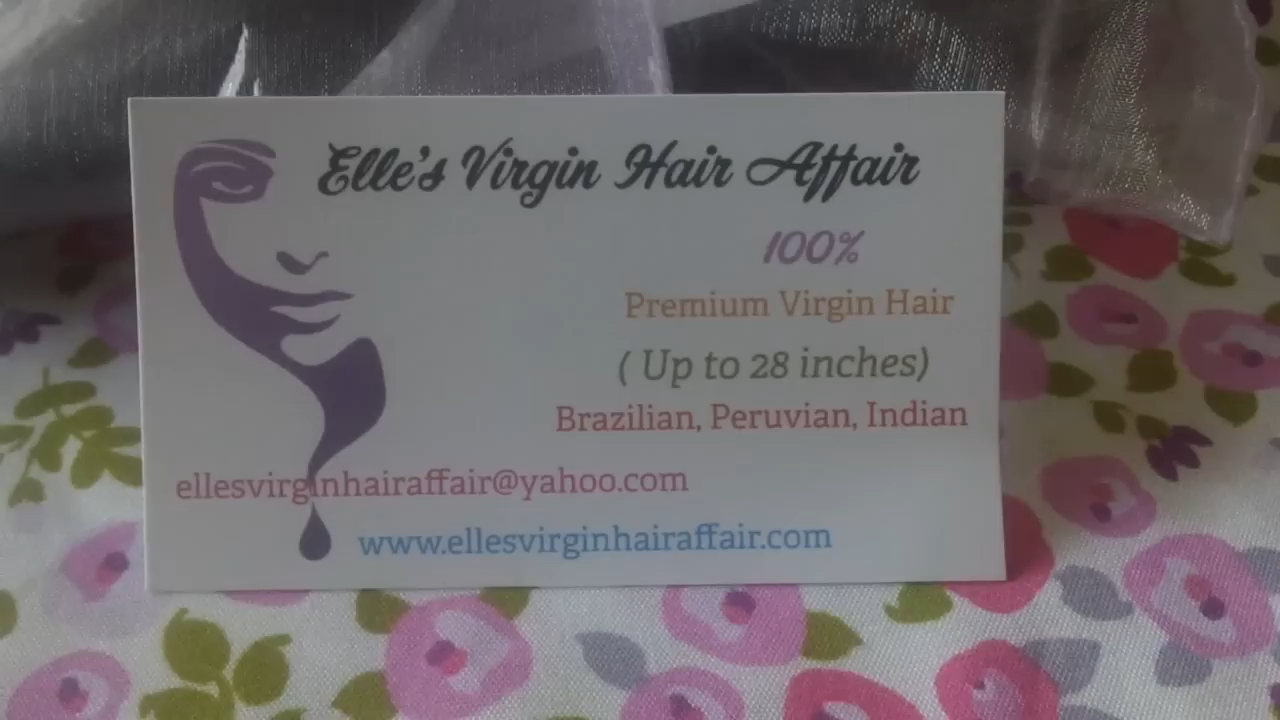 Elle's Virgin Hair Affair
100%
Premium Virgin Hair
( Up to 28 inches)
Brazilian, Peruvian, Indian
ellesvirginhairaffair@yahoo.com
www.ellesvirginhairaffair.com